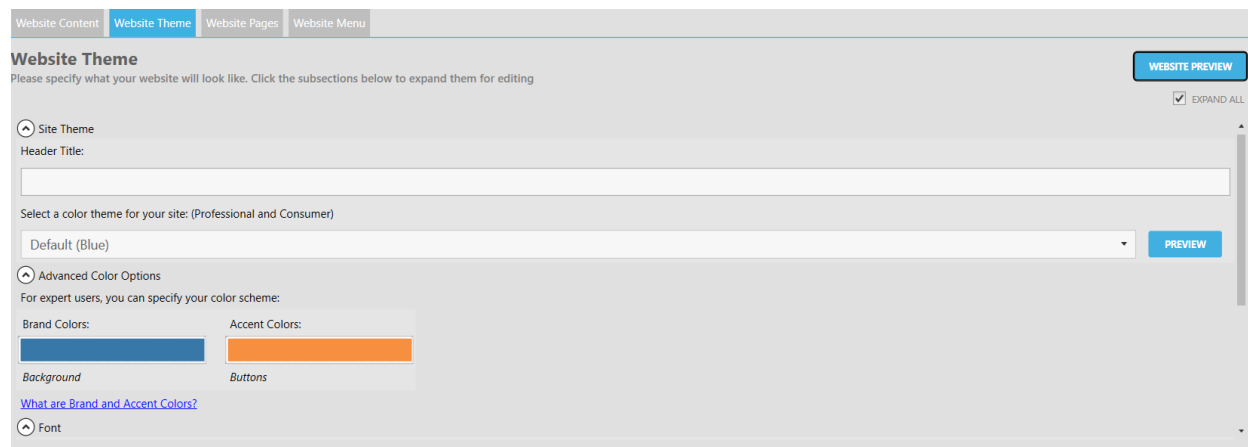 Website Content Website Theme Website Pages Website Menu
Website Theme
Please specify what your website will look like. Click the subsections below to expand them for editing
WEBSITE PREVIEW
EXPAND ALL
Site Theme
Header Title:
Select a color theme for your site: (Professional and Consumer)
Default (Blue)
PREVIEW
Advanced Color Options
For expert users, you can specify your color scheme:
Brand Colors: Accent Colors:
Background Buttons
What are Brand and Accent Colors?
Font